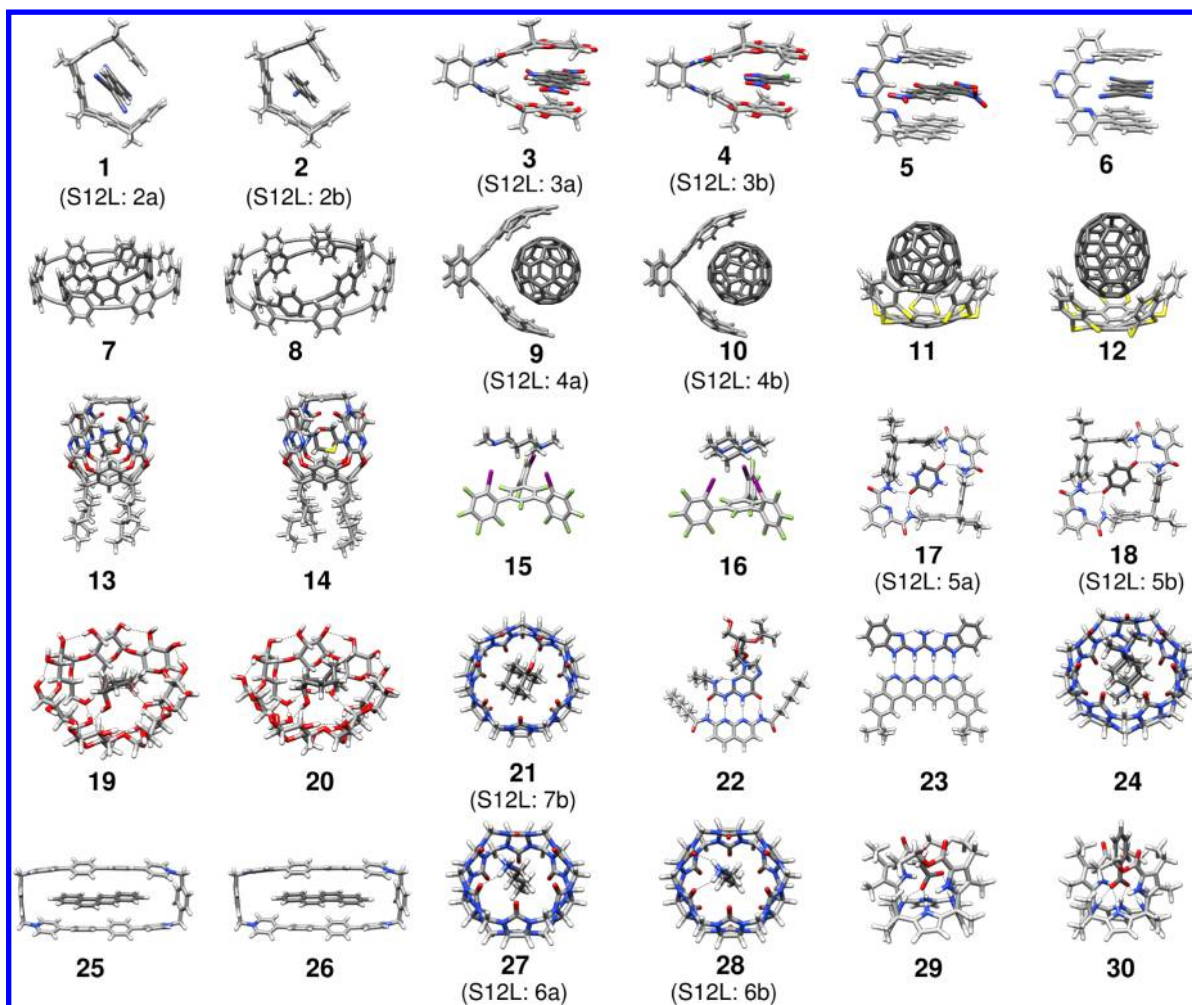 1 2 3 4 5 6
(S12L: 2a) (S12L: 2b) (S12L: 3a) (S12L: 3b)
7 8 9 10 11 12
(S12L: 4a) (S12L: 4b)
13 14 15 16 17 18
(S12L: 5a) (S12L: 5b)
19 20 21 22 23 24
(S12L: 7b)
25 26 27 28 29 30
(S12L: 6a) (S12L: 6b)